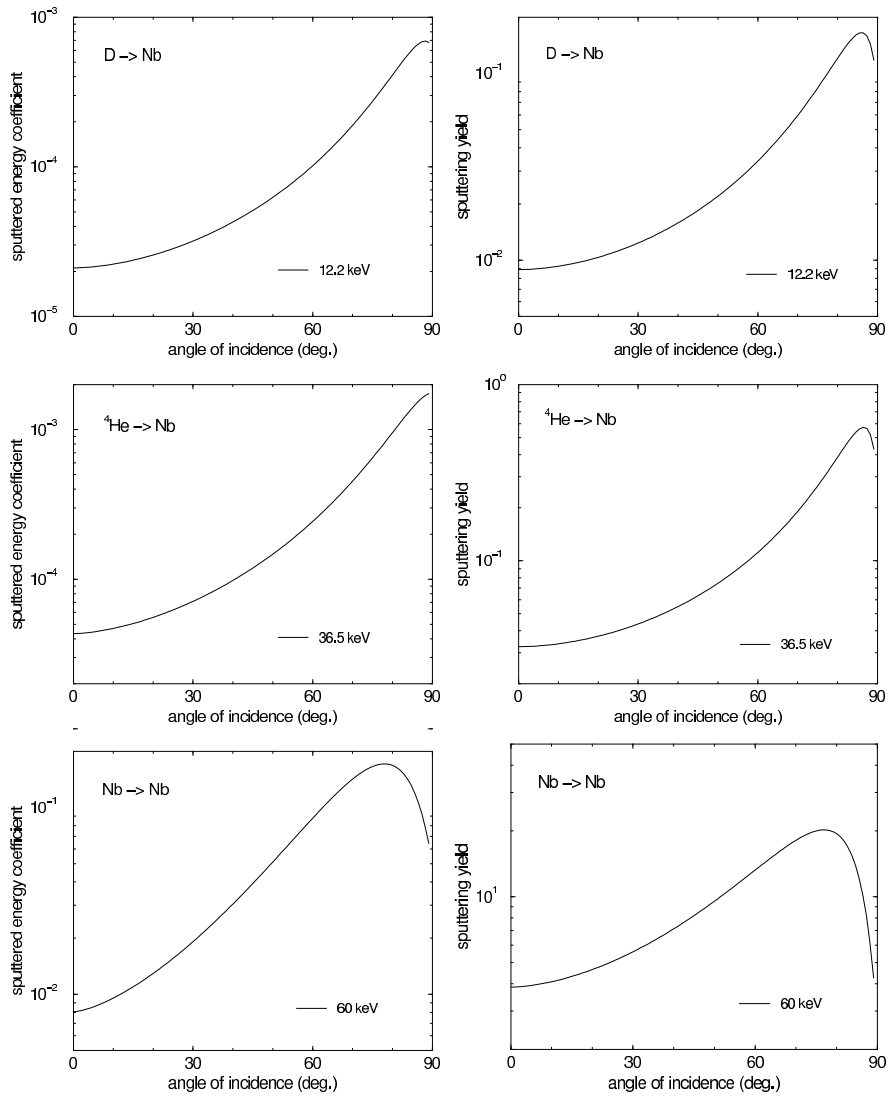 10⁻³
D –> Nb
sputtered energy coefficient
10⁻⁴
12.2 keV
10⁻⁵
0 30 60 90
angle of incidence (deg.)
D –> Nb
10⁻¹
sputtering yield
10⁻²
12.2 keV
0 30 60 90
angle of incidence (deg.)
⁴He –> Nb
10⁻³
sputtered energy coefficient
10⁻⁴
36.5 keV
0 30 60 90
angle of incidence (deg.)
10⁰
⁴He –> Nb
sputtering yield
10⁻¹
36.5 keV
0 30 60 90
angle of incidence (deg.)
Nb –> Nb
10⁻¹
sputtered energy coefficient
10⁻²
60 keV
0 30 60 90
angle of incidence (deg.)
Nb –> Nb
sputtering yield
10¹
60 keV
0 30 60 90
angle of incidence (deg.)